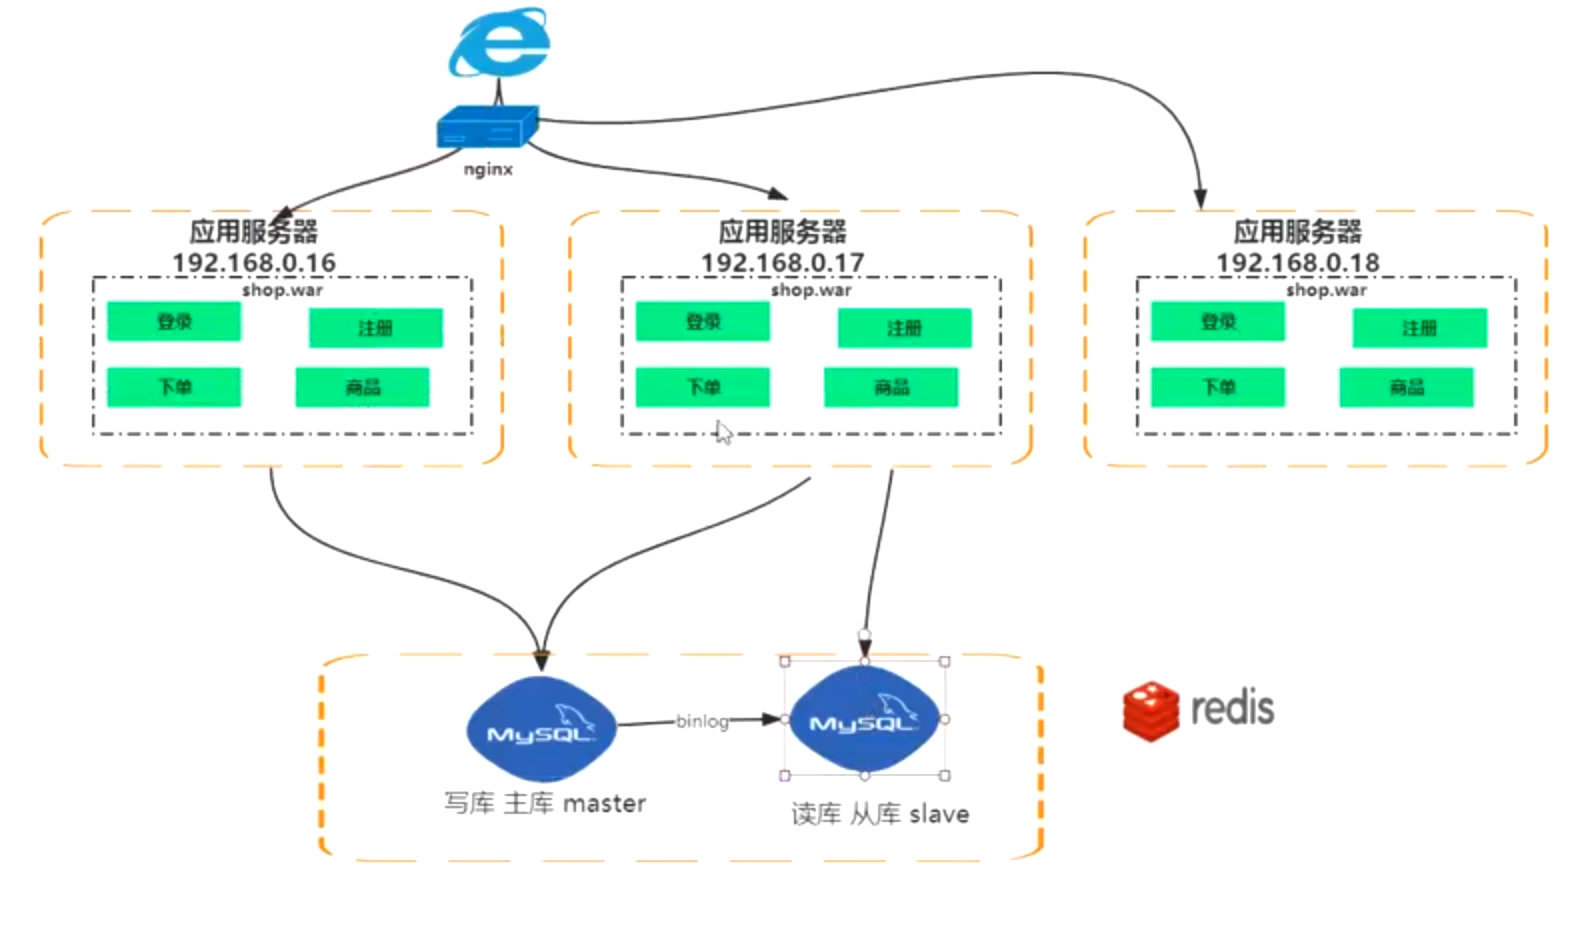 nginx
应用服务器
192.168.0.16
shop.war
登录
注册
下单
商品
应用服务器
192.168.0.17
shop.war
登录
注册
下单
商品
应用服务器
192.168.0.18
shop.war
登录
注册
下单
商品
MySQL
binlog
MySQL
写库 主库 master
读库 从库 slave
redis